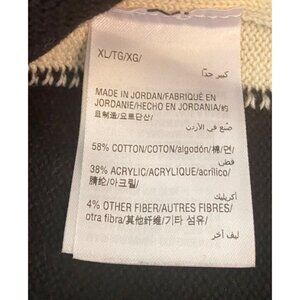 XL/TG/XG/
كبير جدًا
MADE IN JORDAN/FABRIQUÉ EN
JORDANIE/HECHO EN JORDANIA/约
旦制造/요르단산/
صُنع في الأردن
58% COTTON/COTON/algodón/棉/면/
قطن
38% ACRYLIC/ACRYLIQUE/acrílico/
腈纶/아크릴/
أكريليك
4% OTHER FIBER/AUTRES FIBRES/
otra fibra/其他纤维/기타 섬유/
ليف آخر